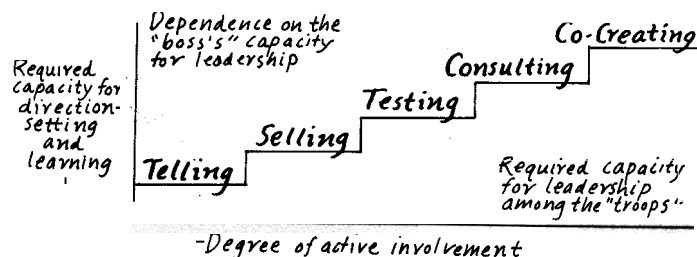 Dependence on the
"boss's" capacity
for leadership
Required
capacity for
direction-
setting
and
learning
Telling
Selling
Testing
Consulting
Co-Creating
Required capacity
for leadership
among the "troops"
-Degree of active involvement